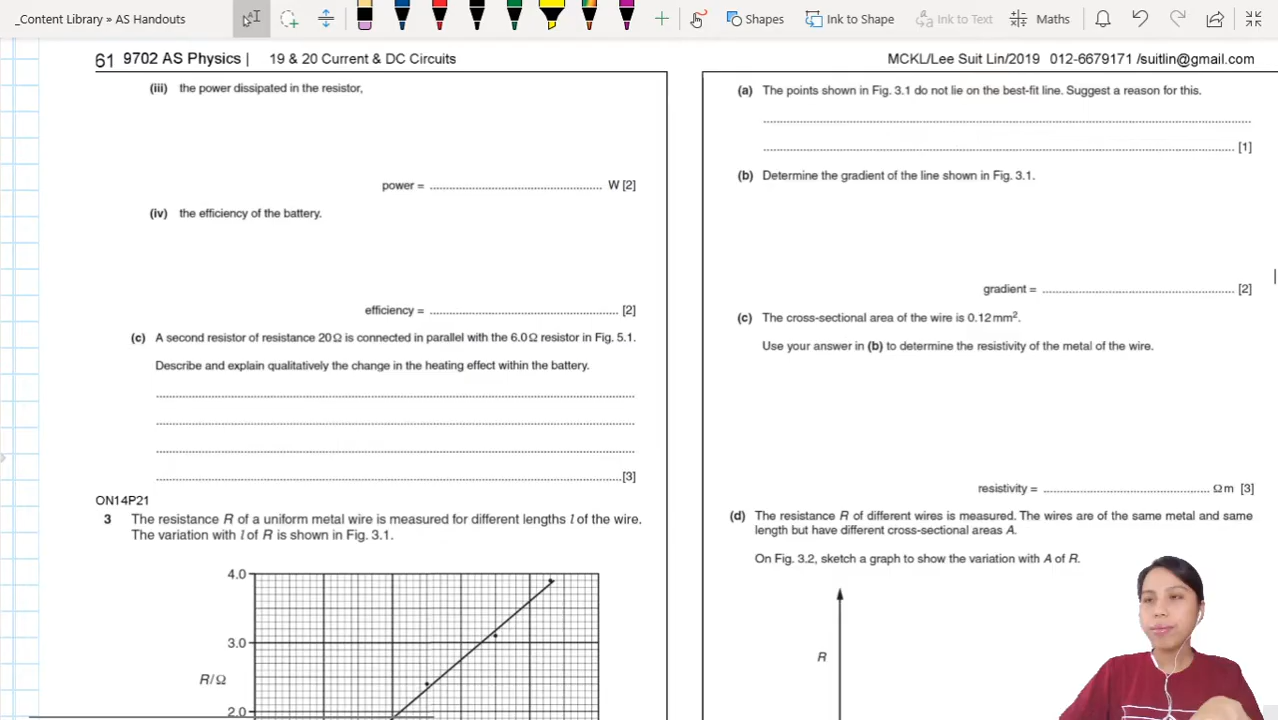 _Content Library » AS Handouts
Shapes
Ink to Shape
Ink to Text
Maths
61 9702 AS Physics | 19 & 20 Current & DC Circuits
MCKL/Lee Suit Lin/2019 012-6679171 /suitlin@gmail.com
(iii) the power dissipated in the resistor,
power = .................................................. W [2]
(iv) the efficiency of the battery.
efficiency = .................................................. [2]
(c) A second resistor of resistance 20 Ω is connected in parallel with the 6.0 Ω resistor in Fig. 5.1.
Describe and explain qualitatively the change in the heating effect within the battery.
..................................................
..................................................
..................................................
..................................................[3]
ON14P21
3 The resistance R of a uniform metal wire is measured for different lengths l of the wire.
The variation with l of R is shown in Fig. 3.1.
4.0
3.0
R/Ω
2.0
(a) The points shown in Fig. 3.1 do not lie on the best-fit line. Suggest a reason for this.
..................................................
.................................................. [1]
(b) Determine the gradient of the line shown in Fig. 3.1.
gradient = .................................................. [2]
(c) The cross-sectional area of the wire is 0.12 mm².
Use your answer in (b) to determine the resistivity of the metal of the wire.
resistivity = .................................................. Ω m [3]
(d) The resistance R of different wires is measured. The wires are of the same metal and same
length but have different cross-sectional areas A.
On Fig. 3.2, sketch a graph to show the variation with A of R.
R